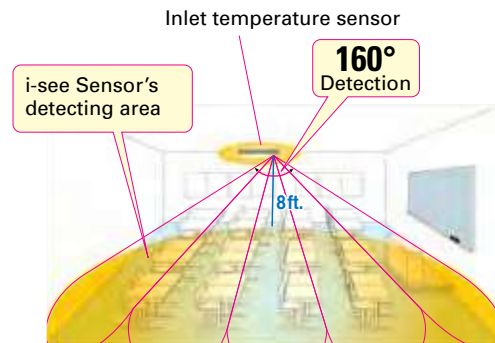 Inlet temperature sensor
160°
Detection
i-see Sensor's
detecting area
8ft.